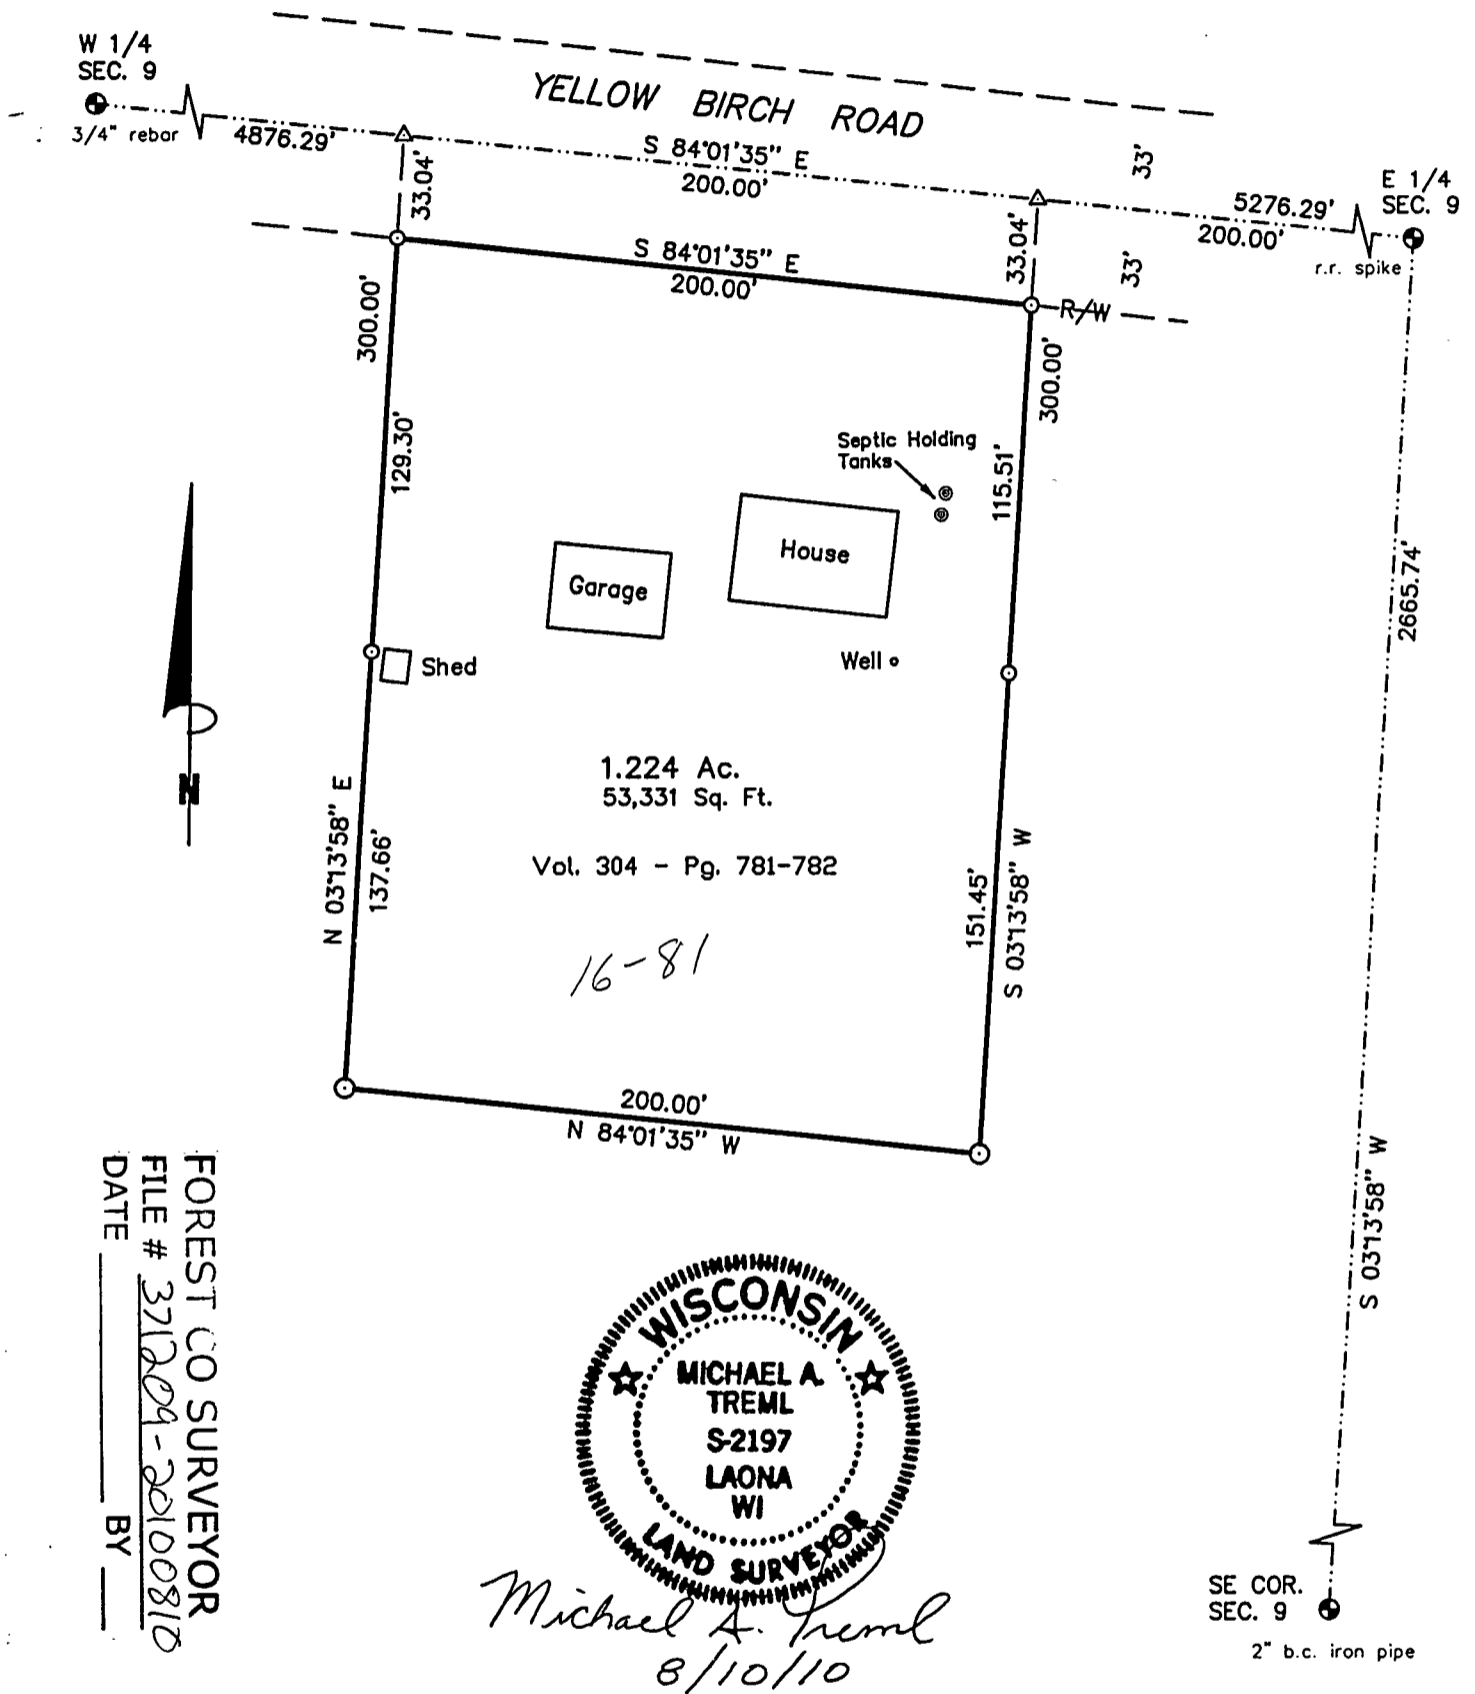 W 1/4
SEC. 9
3/4" rebar
4876.29'
YELLOW BIRCH ROAD
S 84°01'35" E
200.00'
33'
5276.29'
200.00'
E 1/4
SEC. 9
r.r. spike
33.04'
33.04'
33'
S 84°01'35" E
200.00'
R/W
300.00'
129.30'
300.00'
115.51'
Septic Holding
Tanks
House
Garage
Shed
Well
2665.74'
N
1.224 Ac.
53,331 Sq. Ft.
Vol. 304 - Pg. 781-782
16-81
N 03°13'58" E
137.66'
151.45'
S 03°13'58" W
200.00'
N 84°01'35" W
S 03°13'58" W
FOREST CO SURVEYOR
FILE # 371209-20100810
DATE ________ BY ____
WISCONSIN
MICHAEL A.
TREML
S-2197
LAONA
WI
LAND SURVEYOR
Michael A. Treml
8/10/10
SE COR.
SEC. 9
2" b.c. iron pipe